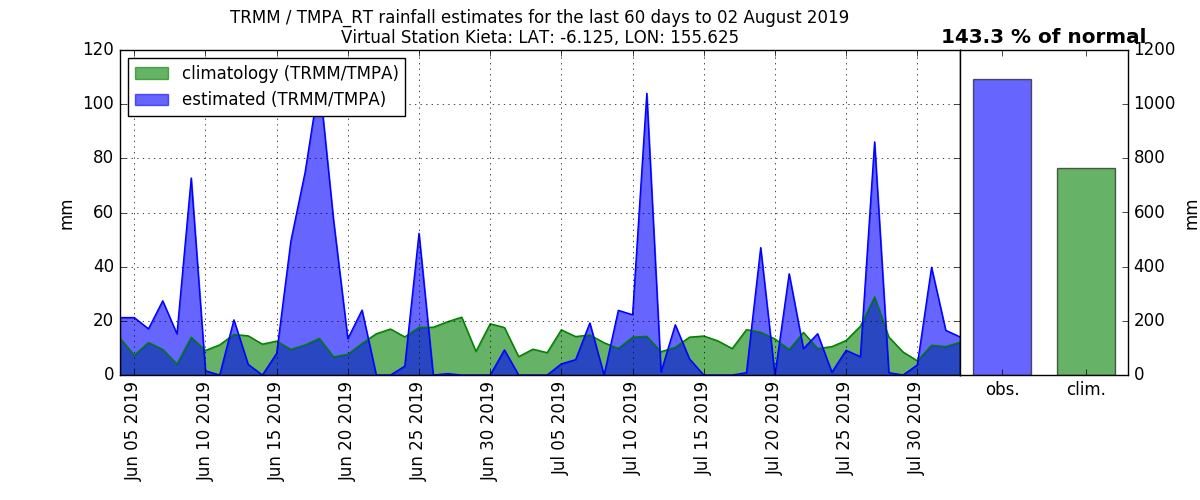 TRMM / TMPA_RT rainfall estimates for the last 60 days to 02 August 2019
Virtual Station Kieta: LAT: -6.125, LON: 155.625
143.3 % of normal
climatology (TRMM/TMPA)
estimated (TRMM/TMPA)
120
100
80
60
40
20
0
mm
Jun 05 2019
Jun 10 2019
Jun 15 2019
Jun 20 2019
Jun 25 2019
Jun 30 2019
Jul 05 2019
Jul 10 2019
Jul 15 2019
Jul 20 2019
Jul 25 2019
Jul 30 2019
obs.
clim.
1200
1000
800
600
400
200
0
mm